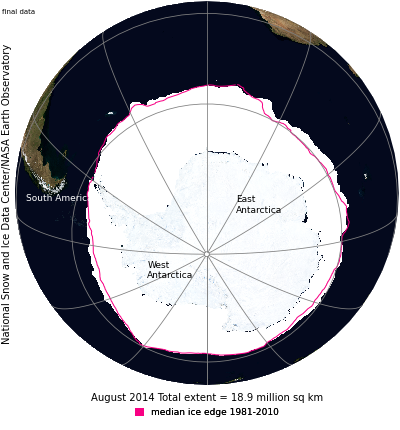 final data
National Snow and Ice Data Center/NASA Earth Observatory
South America
East
Antarctica
West
Antarctica
August 2014 Total extent = 18.9 million sq km
median ice edge 1981-2010